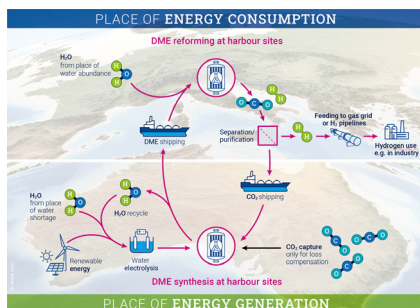 PLACE OF ENERGY CONSUMPTION
DME reforming at harbour sites
H₂O
from place of
water abundance
H
O
H
H
H
O
C
O
DME shipping
Separation/
purification
H
H
Feeding to gas grid
or H₂ pipelines
Hydrogen use
e.g. in industry
CO₂ shipping
H₂O
from place
of water
shortage
H
O
H
H
O
H
H₂O recycle
Renewable
energy
Water
electrolysis
CO₂ capture
only for loss
compensation
O
C
O
O
C
O
O
C
O
DME synthesis at harbour sites
PLACE OF ENERGY GENERATION